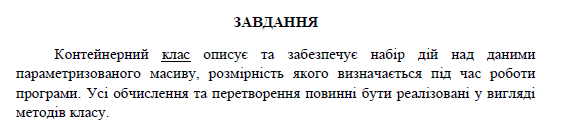 ЗАВДАННЯ
Контейнерний клас описує та забезпечує набір дій над даними
параметризованого масиву, розмірність якого визначається під час роботи
програми. Усі обчислення та перетворення повинні бути реалізовані у вигляді
методів класу.